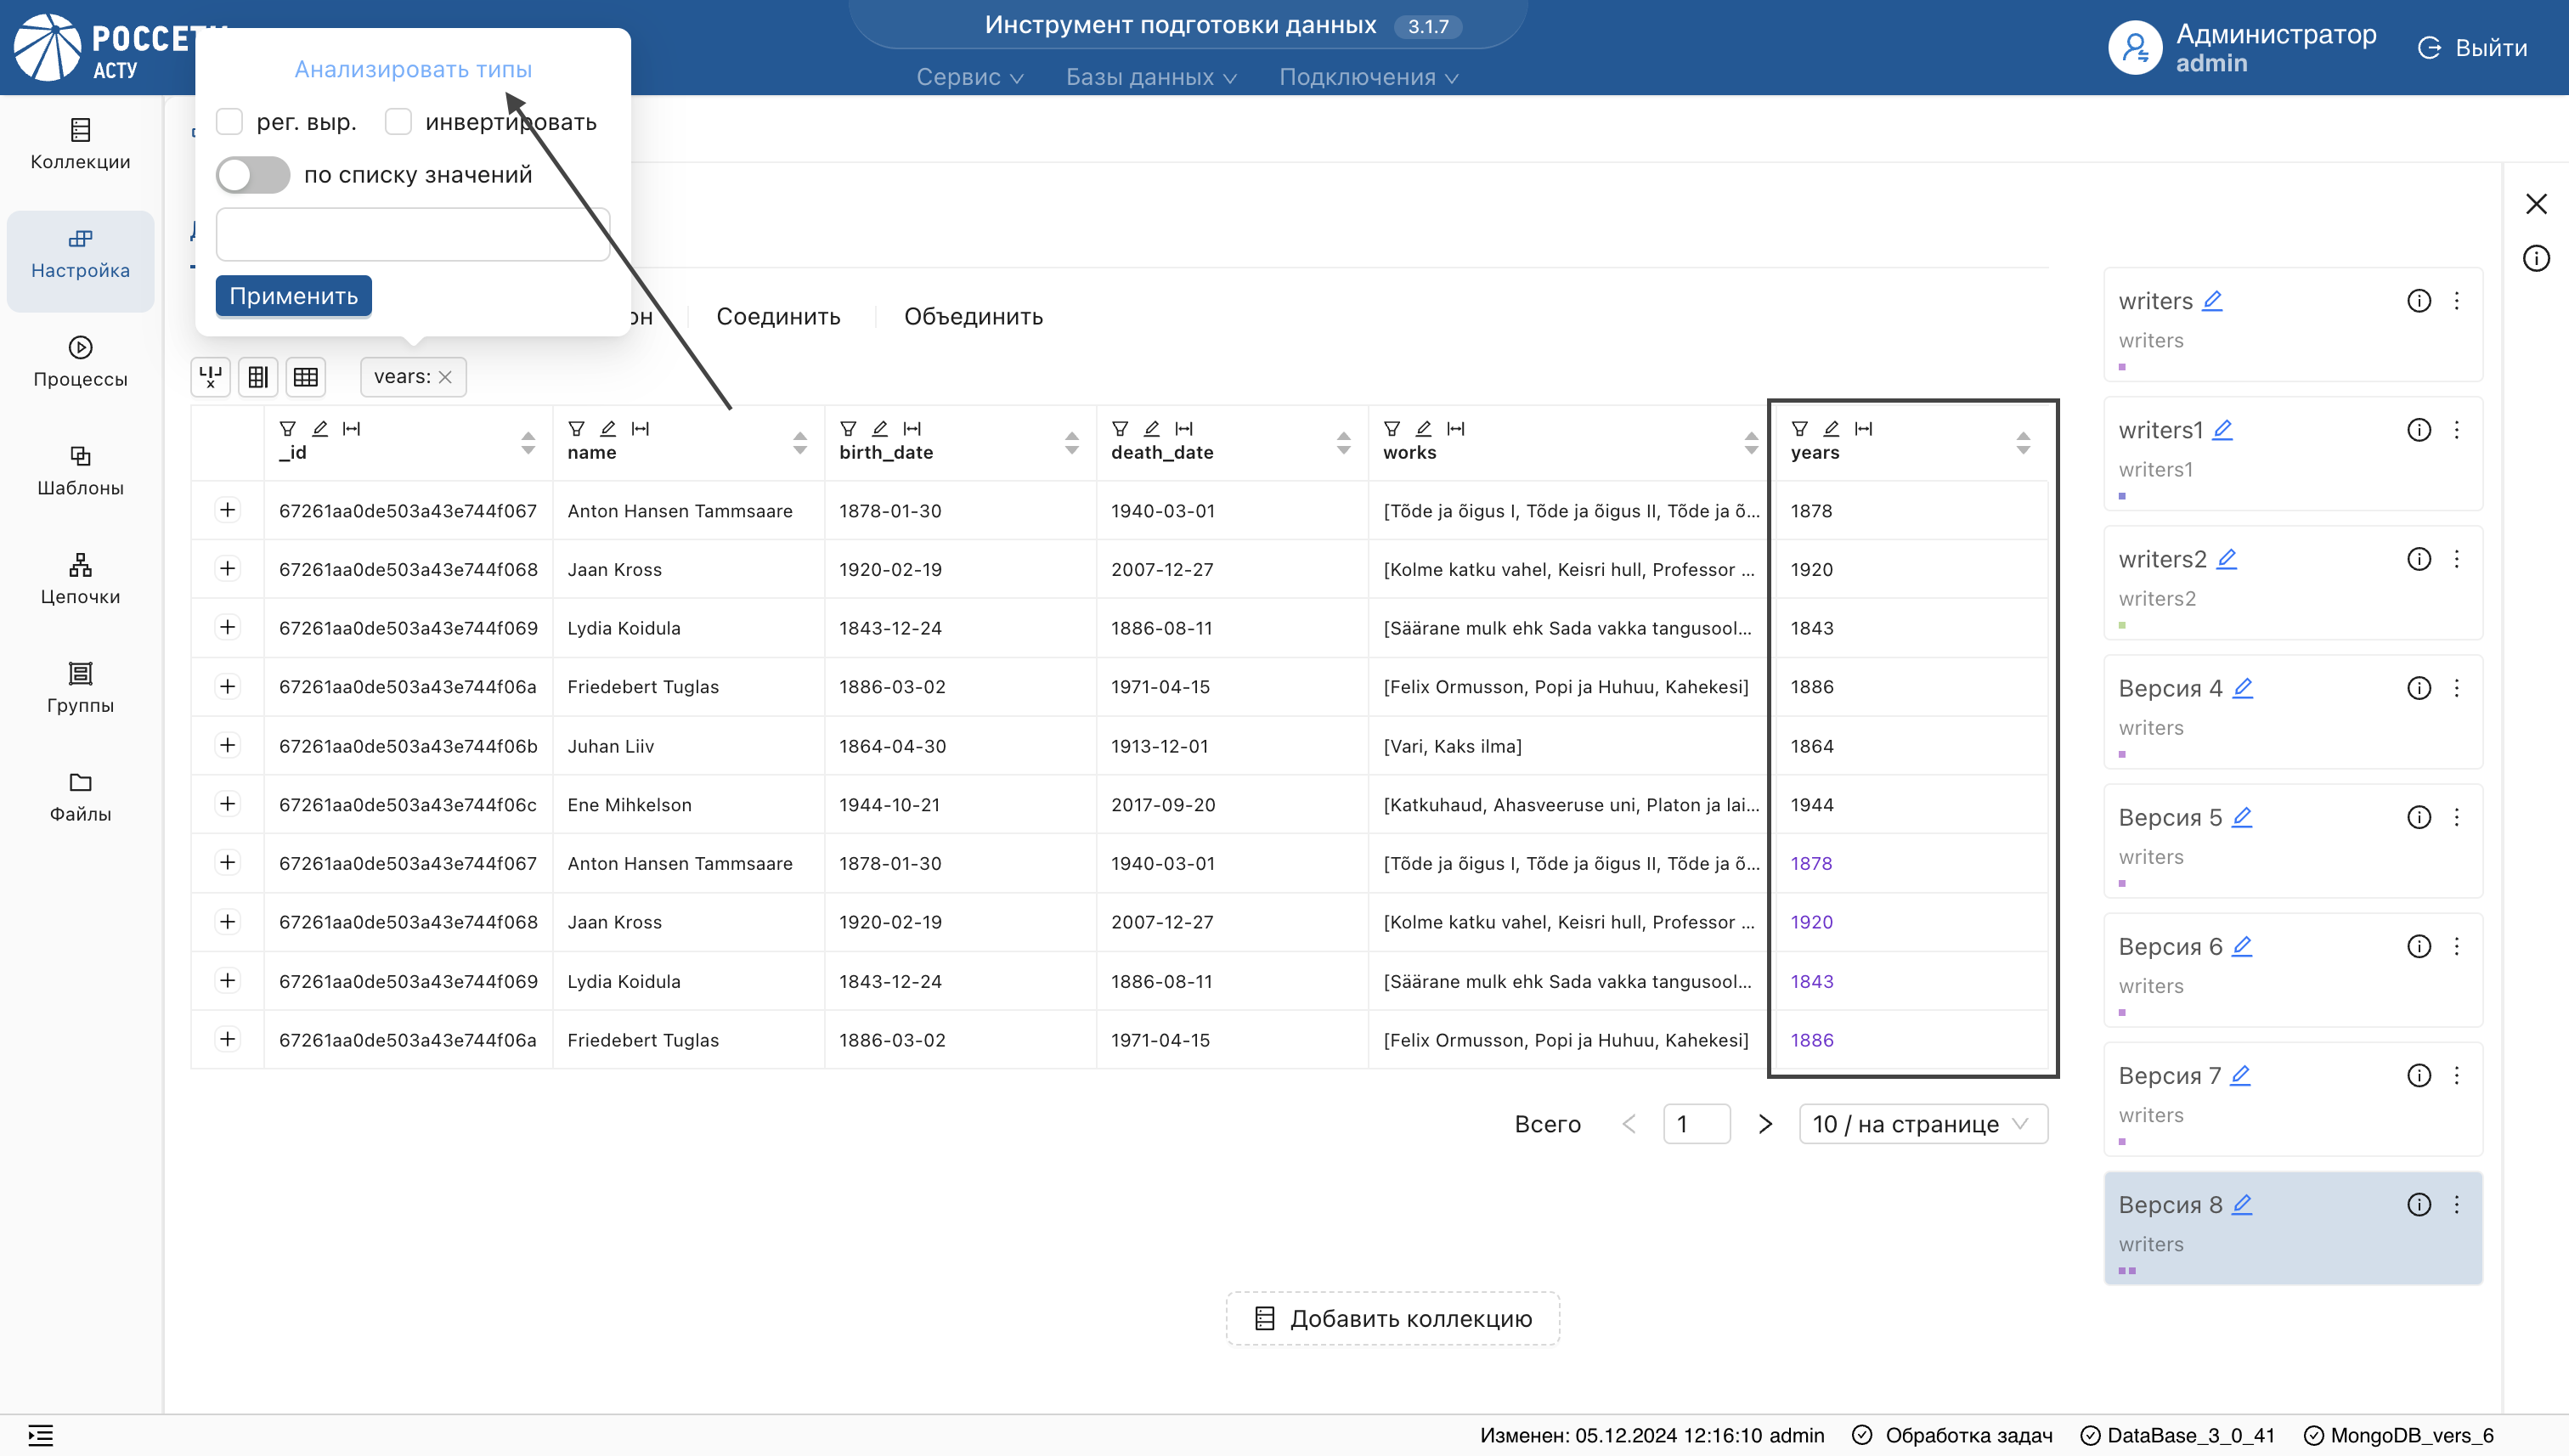 РОССЕТИ
АСТУ
Инструмент подготовки данных 3.1.7
Сервис Базы данных Подключения
Администратор
admin
Выйти
Коллекции
Настройка
Процессы
Шаблоны
Цепочки
Группы
Файлы
Анализировать типы
рег. выр. инвертировать
по списку значений
Применить
он Соединить Объединить
years:
_id name birth_date death_date works years
67261aa0de503a43e744f067 Anton Hansen Tammsaare 1878-01-30 1940-03-01 [Tõde ja õigus I, Tõde ja õigus II, Tõde ja õ... 1878
67261aa0de503a43e744f068 Jaan Kross 1920-02-19 2007-12-27 [Kolme katku vahel, Keisri hull, Professor ... 1920
67261aa0de503a43e744f069 Lydia Koidula 1843-12-24 1886-08-11 [Säärane mulk ehk Sada vakka tangusool... 1843
67261aa0de503a43e744f06a Friedebert Tuglas 1886-03-02 1971-04-15 [Felix Ormusson, Popi ja Huhuu, Kahekesi] 1886
67261aa0de503a43e744f06b Juhan Liiv 1864-04-30 1913-12-01 [Vari, Kaks ilma] 1864
67261aa0de503a43e744f06c Ene Mihkelson 1944-10-21 2017-09-20 [Katkuhaud, Ahasveeruse uni, Platon ja lai... 1944
67261aa0de503a43e744f067 Anton Hansen Tammsaare 1878-01-30 1940-03-01 [Tõde ja õigus I, Tõde ja õigus II, Tõde ja õ... 1878
67261aa0de503a43e744f068 Jaan Kross 1920-02-19 2007-12-27 [Kolme katku vahel, Keisri hull, Professor ... 1920
67261aa0de503a43e744f069 Lydia Koidula 1843-12-24 1886-08-11 [Säärane mulk ehk Sada vakka tangusool... 1843
67261aa0de503a43e744f06a Friedebert Tuglas 1886-03-02 1971-04-15 [Felix Ormusson, Popi ja Huhuu, Kahekesi] 1886
Всего 1 10 / на странице
Добавить коллекцию
writers
writers
writers1
writers1
writers2
writers2
Версия 4
writers
Версия 5
writers
Версия 6
writers
Версия 7
writers
Версия 8
writers
Изменен: 05.12.2024 12:16:10 admin Обработка задач DataBase_3_0_41 MongoDB_vers_6